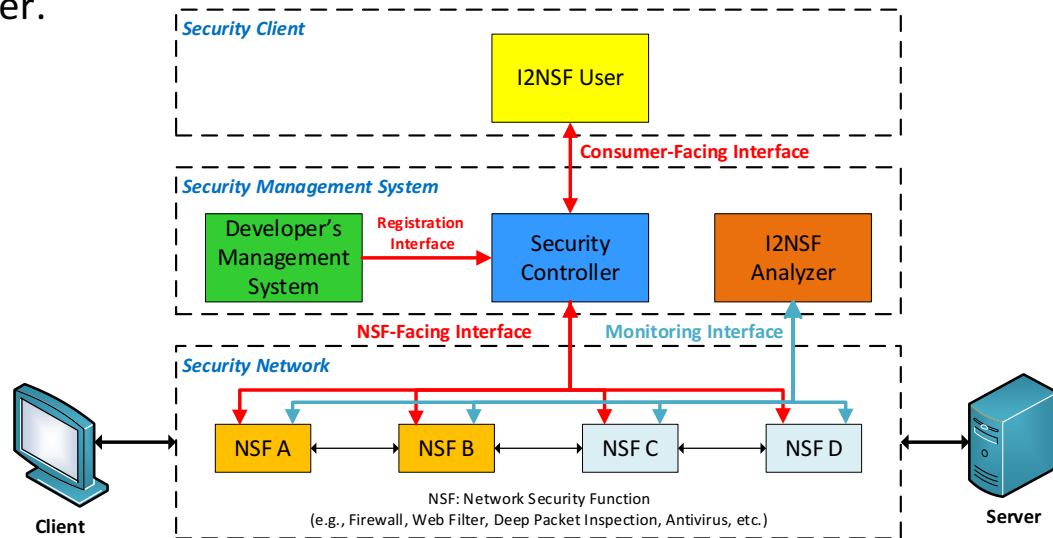 er.
Security Client
I2NSF User
Consumer-Facing Interface
Security Management System
Developer's
Management
System
Registration
Interface
Security
Controller
I2NSF
Analyzer
NSF-Facing Interface
Monitoring Interface
Security Network
NSF A
NSF B
NSF C
NSF D
Client
Server
NSF: Network Security Function
(e.g., Firewall, Web Filter, Deep Packet Inspection, Antivirus, etc.)